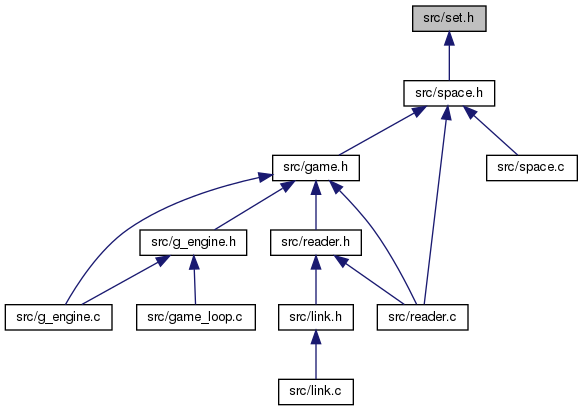 src/set.h
src/space.h
src/game.h
src/space.c
src/g_engine.h
src/reader.h
src/g_engine.c
src/game_loop.c
src/link.h
src/reader.c
src/link.c